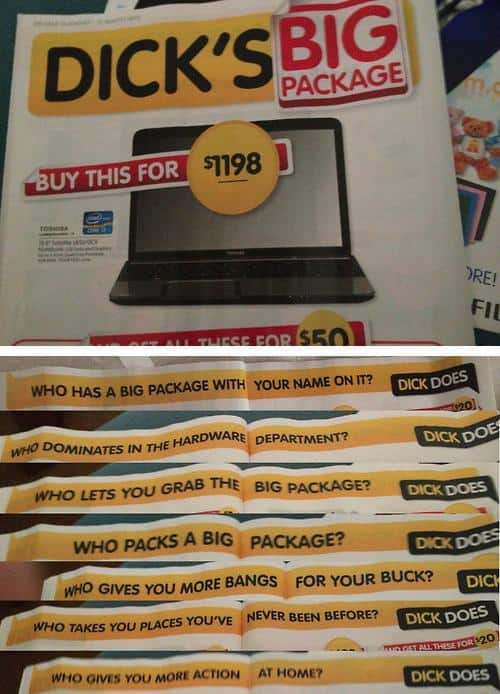 DICK'S BIG
PACKAGE
BUY THIS FOR $1198
TOSHIBA
intel
AND GET ALL THESE FOR $50
WHO HAS A BIG PACKAGE WITH YOUR NAME ON IT? DICK DOES
$20
WHO DOMINATES IN THE HARDWARE DEPARTMENT? DICK DOES
WHO LETS YOU GRAB THE BIG PACKAGE? DICK DOES
WHO PACKS A BIG PACKAGE? DICK DOES
WHO GIVES YOU MORE BANGS FOR YOUR BUCK? DICK
WHO TAKES YOU PLACES YOU'VE NEVER BEEN BEFORE? DICK DOES
AND GET ALL THESE FOR $20
WHO GIVES YOU MORE ACTION AT HOME? DICK DOES